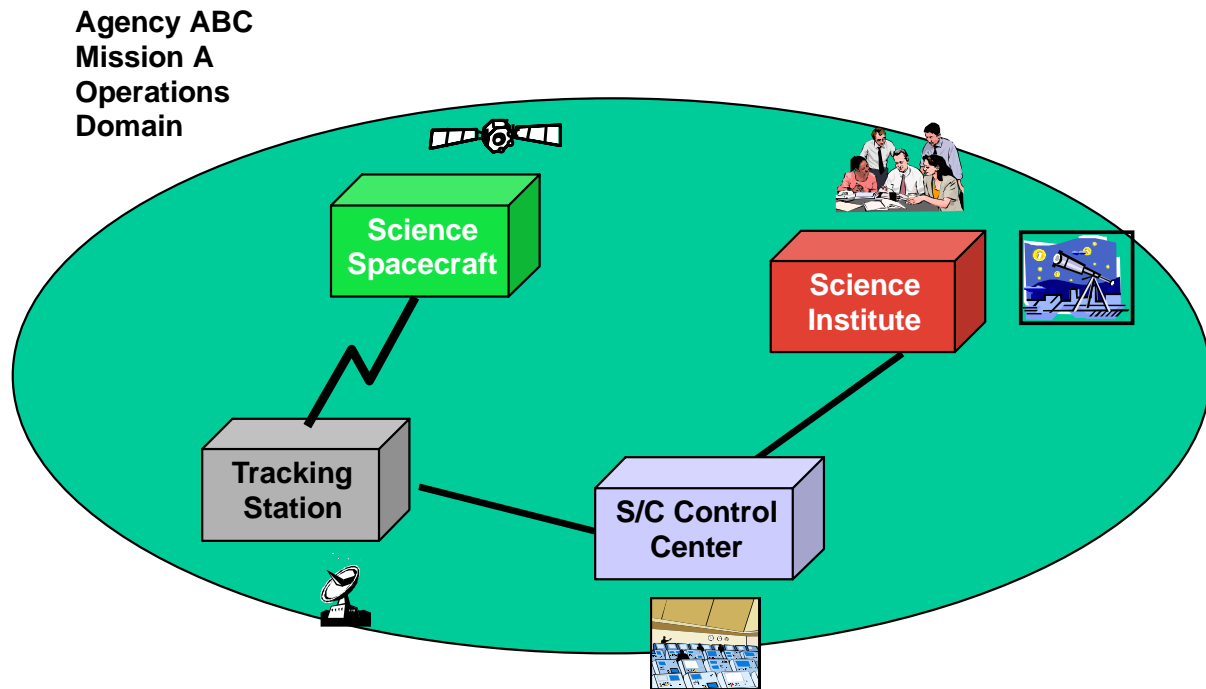 Agency ABC
Mission A
Operations
Domain
Science
Spacecraft
Science
Institute
Tracking
Station
S/C Control
Center